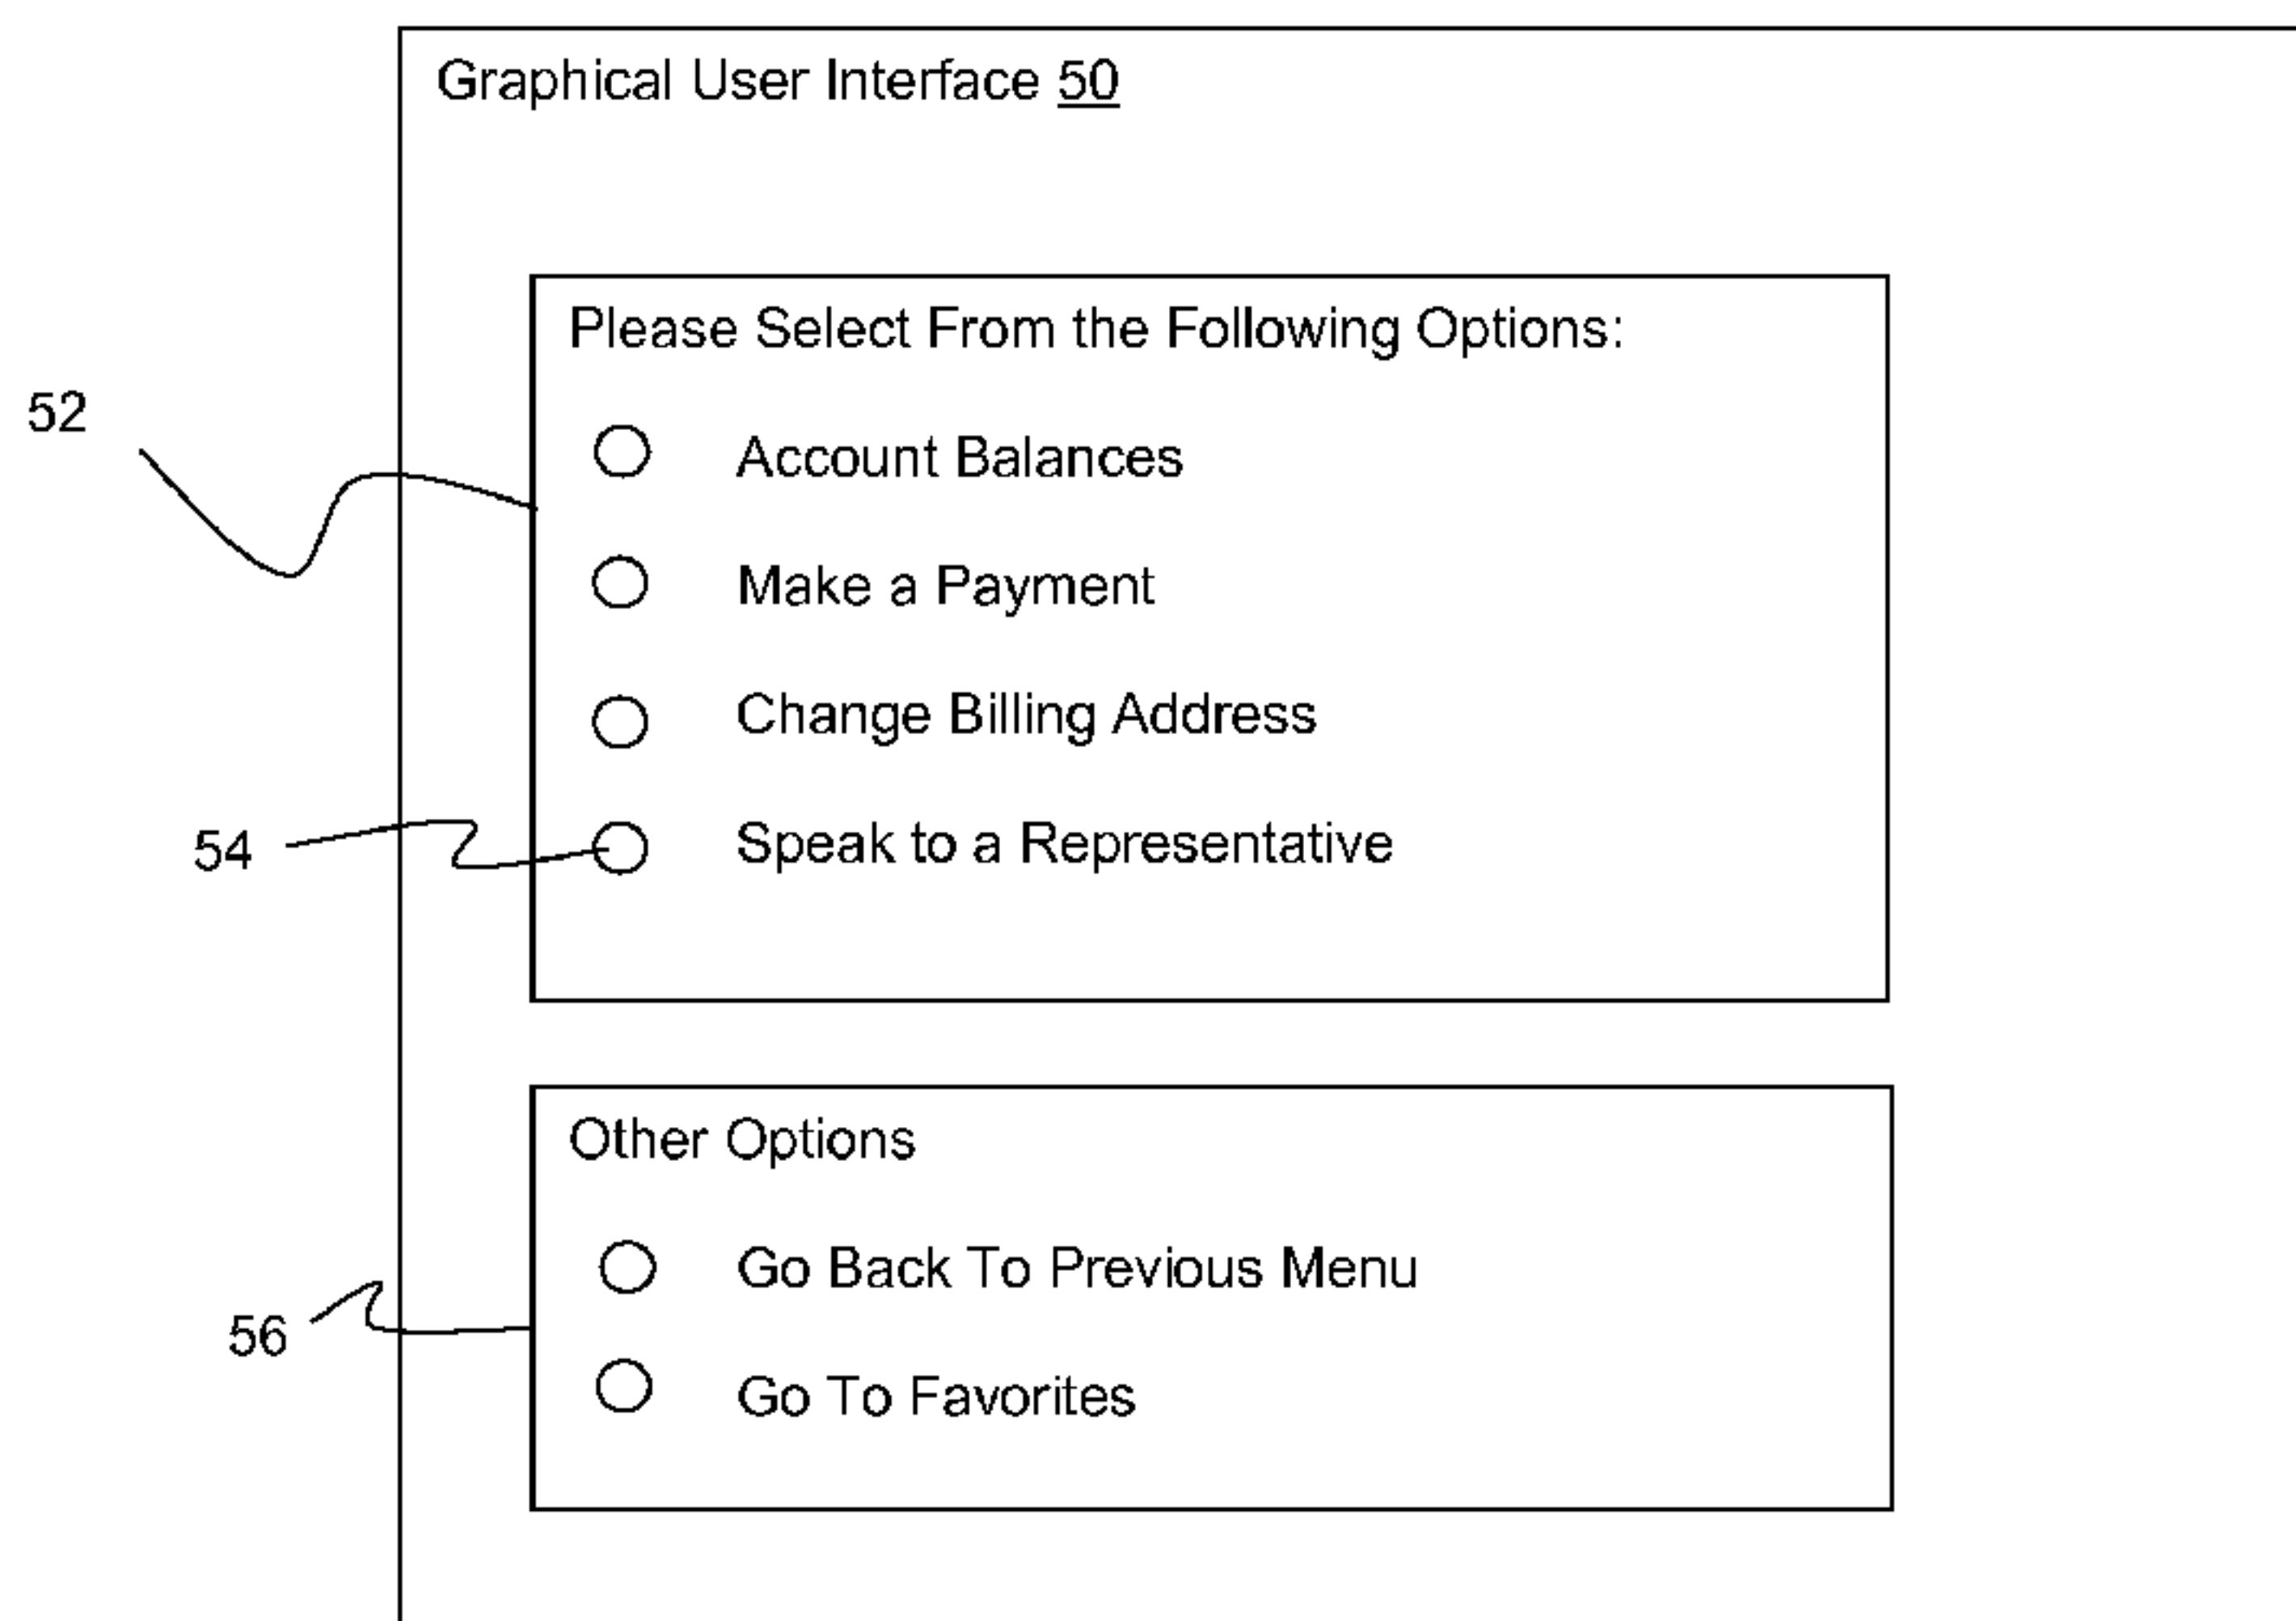 Graphical User Interface 50
Please Select From the Following Options:
52
Account Balances
Make a Payment
Change Billing Address
54
Speak to a Representative
Other Options
Go Back To Previous Menu
56
Go To Favorites